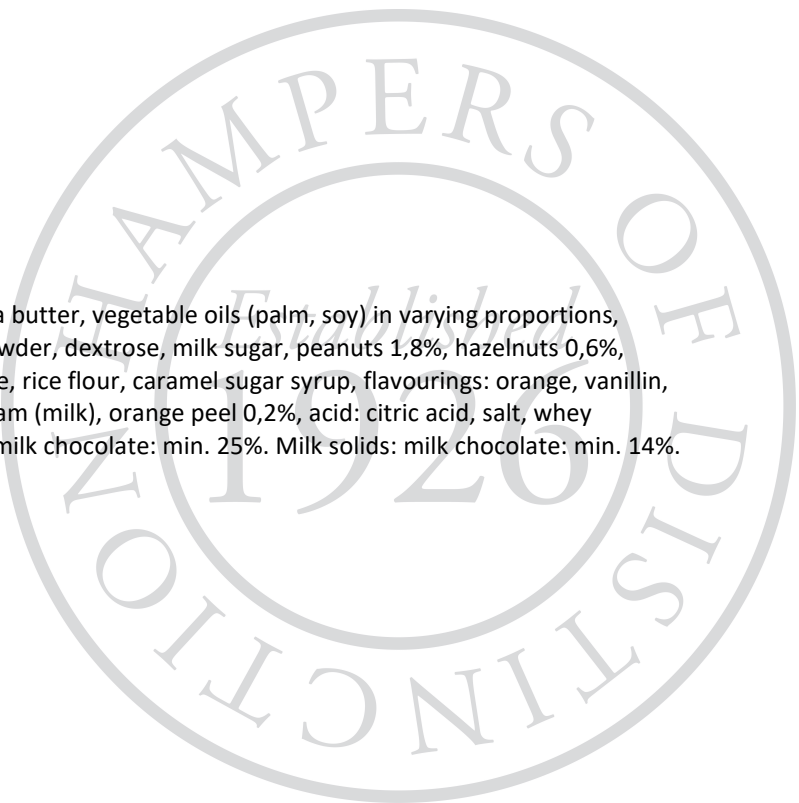 HAMPERS OF DISTINCTION
Established
1926
a butter, vegetable oils (palm, soy) in varying proportions,
wder, dextrose, milk sugar, peanuts 1,8%, hazelnuts 0,6%,
e, rice flour, caramel sugar syrup, flavourings: orange, vanillin,
am (milk), orange peel 0,2%, acid: citric acid, salt, whey
milk chocolate: min. 25%. Milk solids: milk chocolate: min. 14%.